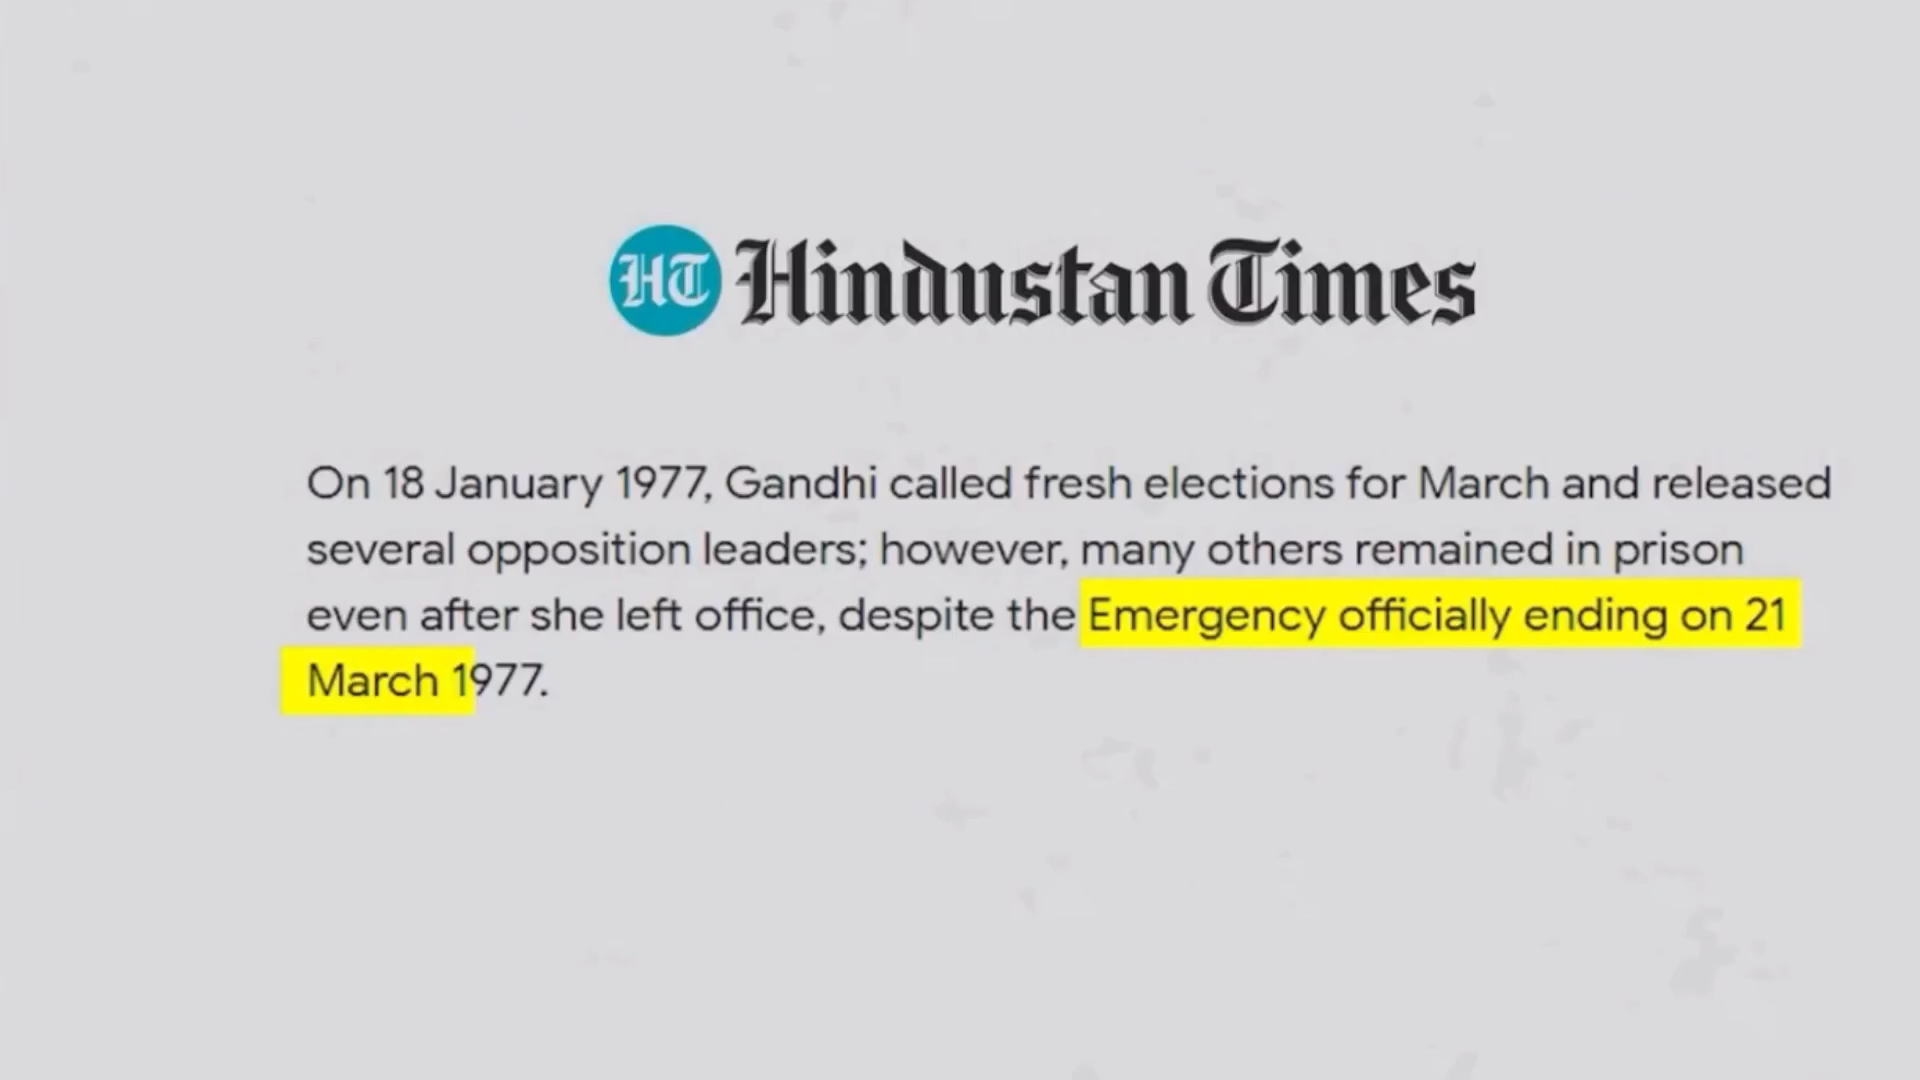 HT Hindustan Times
On 18 January 1977, Gandhi called fresh elections for March and released
several opposition leaders; however, many others remained in prison
even after she left office, despite the Emergency officially ending on 21
March 1977.